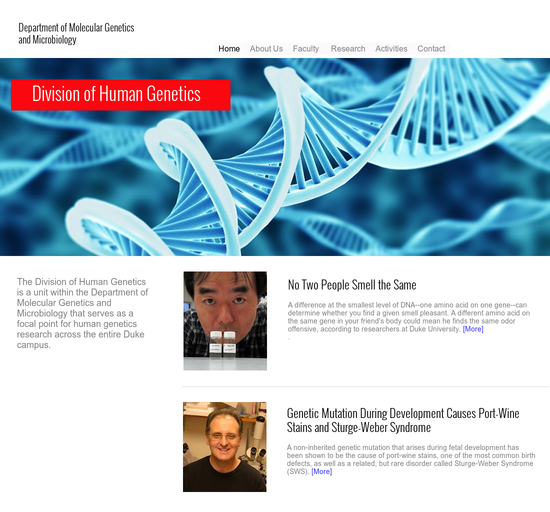 Department of Molecular Genetics
and Microbiology
Home About Us Faculty Research Activities Contact
Division of Human Genetics
The Division of Human Genetics
is a unit within the Department of
Molecular Genetics and
Microbiology that serves as a
focal point for human genetics
research across the entire Duke
campus.
No Two People Smell the Same
A difference at the smallest level of DNA--one amino acid on one gene--can
determine whether you find a given smell pleasant. A different amino acid on
the same gene in your friend's body could mean he finds the same odor
offensive, according to researchers at Duke University. [More]
.
Genetic Mutation During Development Causes Port-Wine
Stains and Sturge-Weber Syndrome
A non-inherited genetic mutation that arises during fetal development has
been shown to be the cause of port-wine stains, one of the most common birth
defects, as well as a related, but rare disorder called Sturge-Weber Syndrome
(SWS). [More]